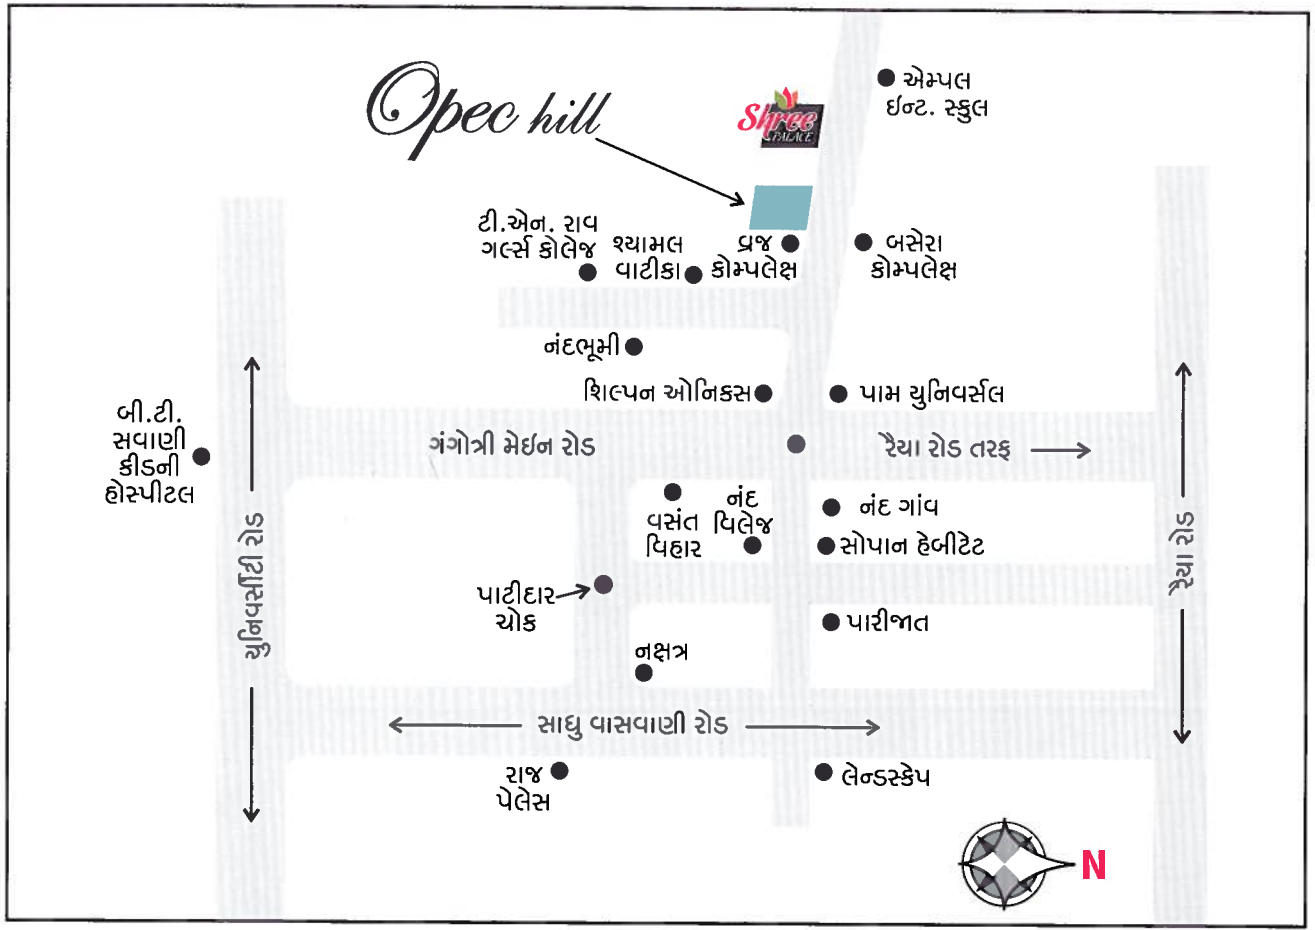 એમ્પલ
ઈન્ટ. સ્કુલ
Opec hill
Shree
PALACE
ટી.એન. રાવ
ગર્લ્સ કોલેજ
શ્યામલ
વાટીકા
વ્રજ
કોમ્પલેક્ષ
બસેરા
કોમ્પલેક્ષ
નંદભૂમી
શિલ્પન ઓનિક્સ
પામ યુનિવર્સલ
બી.ટી.
સવાણી
કીડની
હોસ્પીટલ
ગંગોત્રી મેઈન રોડ
રૈયા રોડ તરફ
વસંત
વિહાર
નંદ
વિલેજ
નંદ ગાંવ
સોપાન હેબીટેટ
યુનિવર્સીટી રોડ
રૈયા રોડ
પાટીદાર
ચોક
પારીજાત
નક્ષત્ર
સાધુ વાસવાણી રોડ
રાજ
પેલેસ
લેન્ડસ્કેપ
N